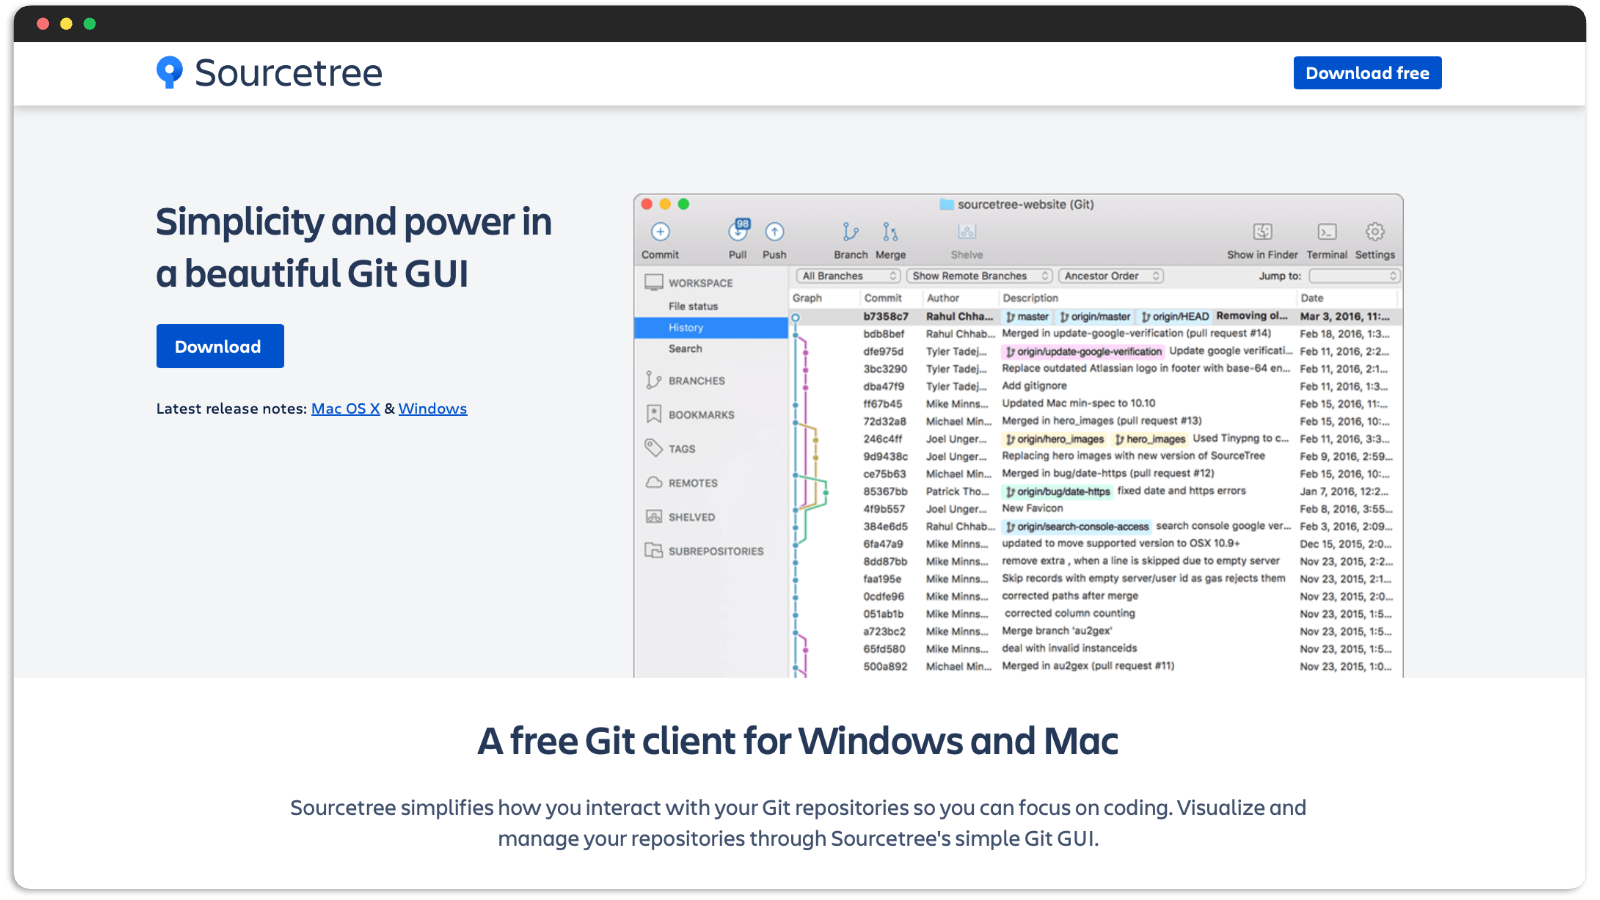 Sourcetree
Download free
Simplicity and power in
a beautiful Git GUI
Download
Latest release notes: Mac OS X & Windows
sourcetree-website (Git)
98
Commit Pull Push Branch Merge Shelve Show in Finder Terminal Settings
WORKSPACE
File status
History
Search
BRANCHES
BOOKMARKS
TAGS
REMOTES
SHELVED
SUBREPOSITORIES
All Branches Show Remote Branches Ancestor Order Jump to:
Graph Commit Author Description Date
b7358c7 Rahul Chha... master origin/master origin/HEAD Removing ol... Mar 3, 2016, 11:...
bdb8bef Rahul Chhab... Merged in update-google-verification (pull request #14) Feb 18, 2016, 1:3...
dfe975d Tyler Tadej... origin/update-google-verification Update google verificati... Feb 11, 2016, 2:2...
3bc3290 Tyler Tadej... Replace outdated Atlassian logo in footer with base-64 en... Feb 11, 2016, 2:1...
dba47f9 Tyler Tadej... Add gitignore Feb 11, 2016, 1:3...
ff67b45 Mike Minns... Updated Mac min-spec to 10.10 Feb 15, 2016, 11:...
72d32a8 Michael Min... Merged in hero_images (pull request #13) Feb 15, 2016, 10:...
246c4ff Joel Unger... origin/hero_images hero_images Used Tinypng to c... Feb 11, 2016, 3:3...
9d9438c Joel Unger... Replacing hero images with new version of SourceTree Feb 9, 2016, 2:59...
ce75b63 Michael Min... Merged in bug/date-https (pull request #12) Feb 15, 2016, 10:...
85367bb Patrick Tho... origin/bug/date-https fixed date and https errors Jan 7, 2016, 12:2...
4f9b557 Joel Unger... New Favicon Feb 8, 2016, 3:55...
384e6d5 Rahul Chhab... origin/search-console-access search console google ver... Feb 3, 2016, 2:09...
6fa47a9 Mike Minns... updated to move supported version to OSX 10.9+ Dec 15, 2015, 2:0...
8dd87bb Mike Minns... remove extra , when a line is skipped due to empty server Nov 23, 2015, 2:2...
faa195e Mike Minns... Skip records with empty server/user id as gas rejects them Nov 23, 2015, 2:1...
0cdfe96 Mike Minns... corrected paths after merge Nov 23, 2015, 2:0...
051ab1b Mike Minns... corrected column counting Nov 23, 2015, 1:5...
a723bc2 Mike Minns... Merge branch 'au2gex' Nov 23, 2015, 1:5...
65fd580 Mike Minns... deal with invalid instanceids Nov 23, 2015, 1:5...
500a892 Michael Min... Merged in au2gex (pull request #11) Nov 23, 2015, 1:0...
A free Git client for Windows and Mac
Sourcetree simplifies how you interact with your Git repositories so you can focus on coding. Visualize and
manage your repositories through Sourcetree's simple Git GUI.